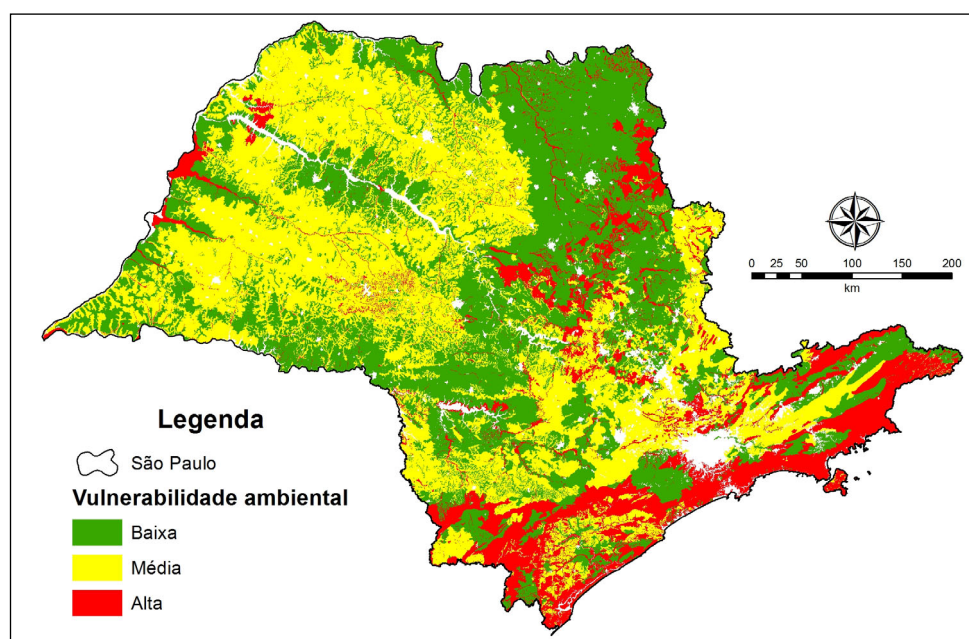 0 25 50 100 150 200
km
Legenda
São Paulo
Vulnerabilidade ambiental
Baixa
Média
Alta